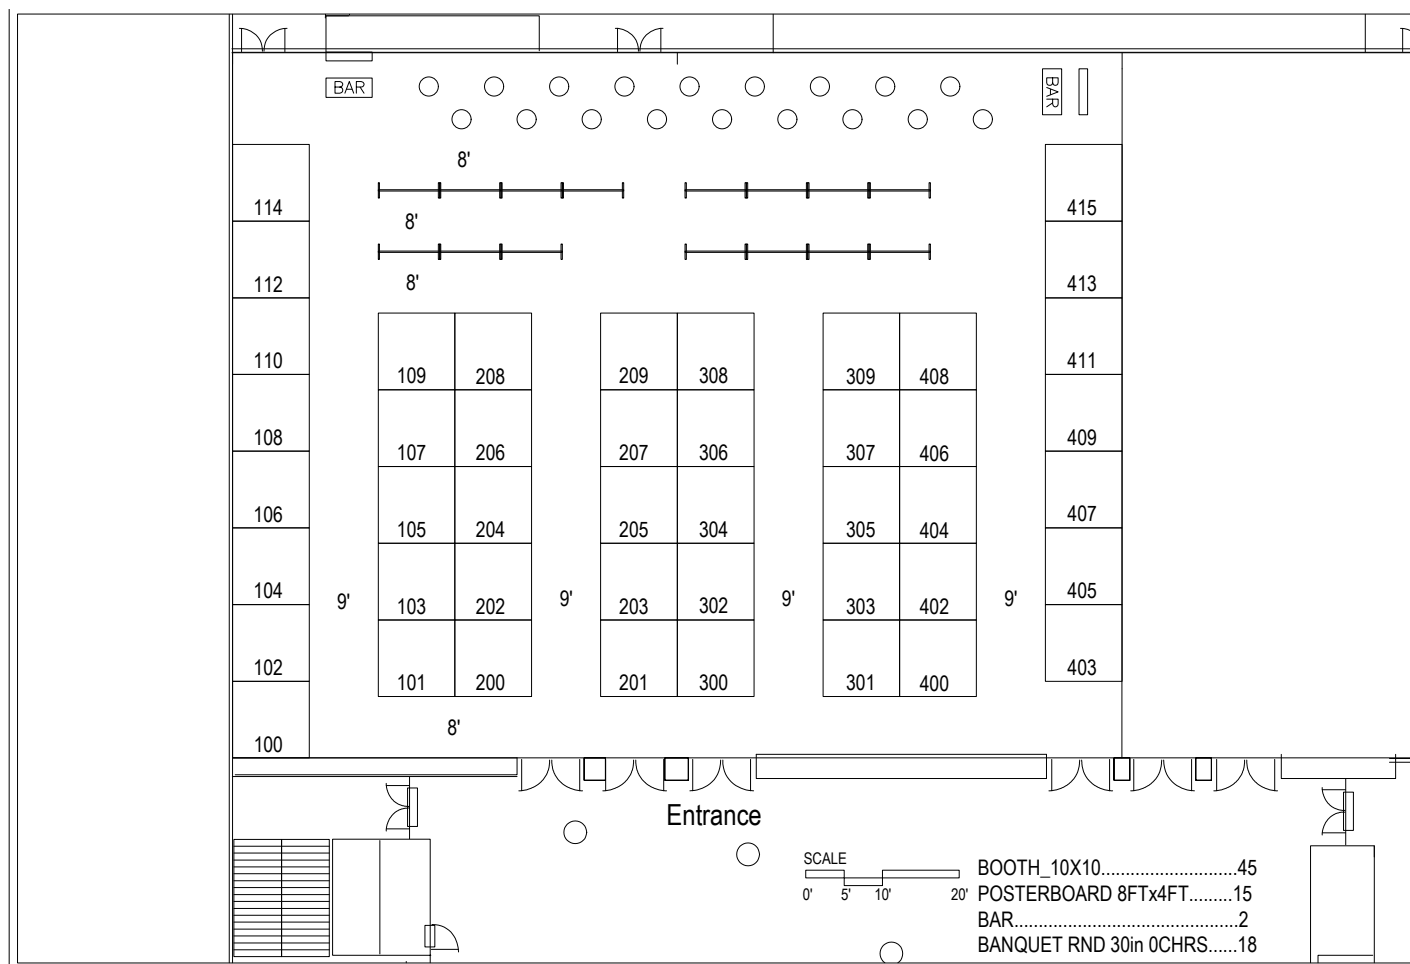 BAR
BAR
8'
114
415
8'
112
413
8'
110
411
109 208 209 308 309 408
108
409
107 206 207 306 307 406
106
407
105 204 205 304 305 404
104
405
9' 9' 9' 9'
103 202 203 302 303 402
102
403
101 200 201 300 301 400
8'
100
Entrance
SCALE
0' 5' 10' 20'
BOOTH_10X10............................45
POSTERBOARD 8FTx4FT.........15
BAR..............................................2
BANQUET RND 30in 0CHRS......18